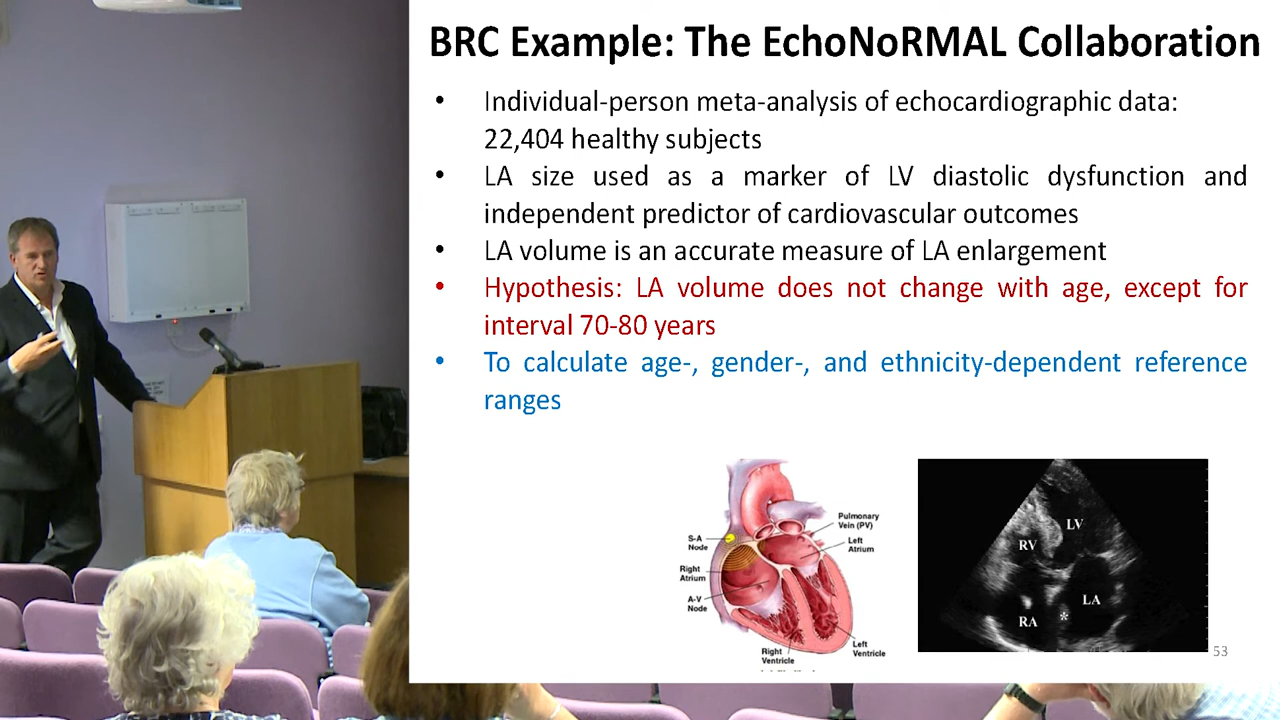 BRC Example: The EchoNoRMAL Collaboration
• Individual-person meta-analysis of echocardiographic data:
22,404 healthy subjects
• LA size used as a marker of LV diastolic dysfunction and
independent predictor of cardiovascular outcomes
• LA volume is an accurate measure of LA enlargement
• Hypothesis: LA volume does not change with age, except for
interval 70-80 years
• To calculate age-, gender-, and ethnicity-dependent reference
ranges
S-A
Node
Right
Atrium
A-V
Node
Right
Ventricle
Pulmonary
Vein (PV)
Left
Atrium
Left
Ventricle
LV
RV
LA
RA
*
53